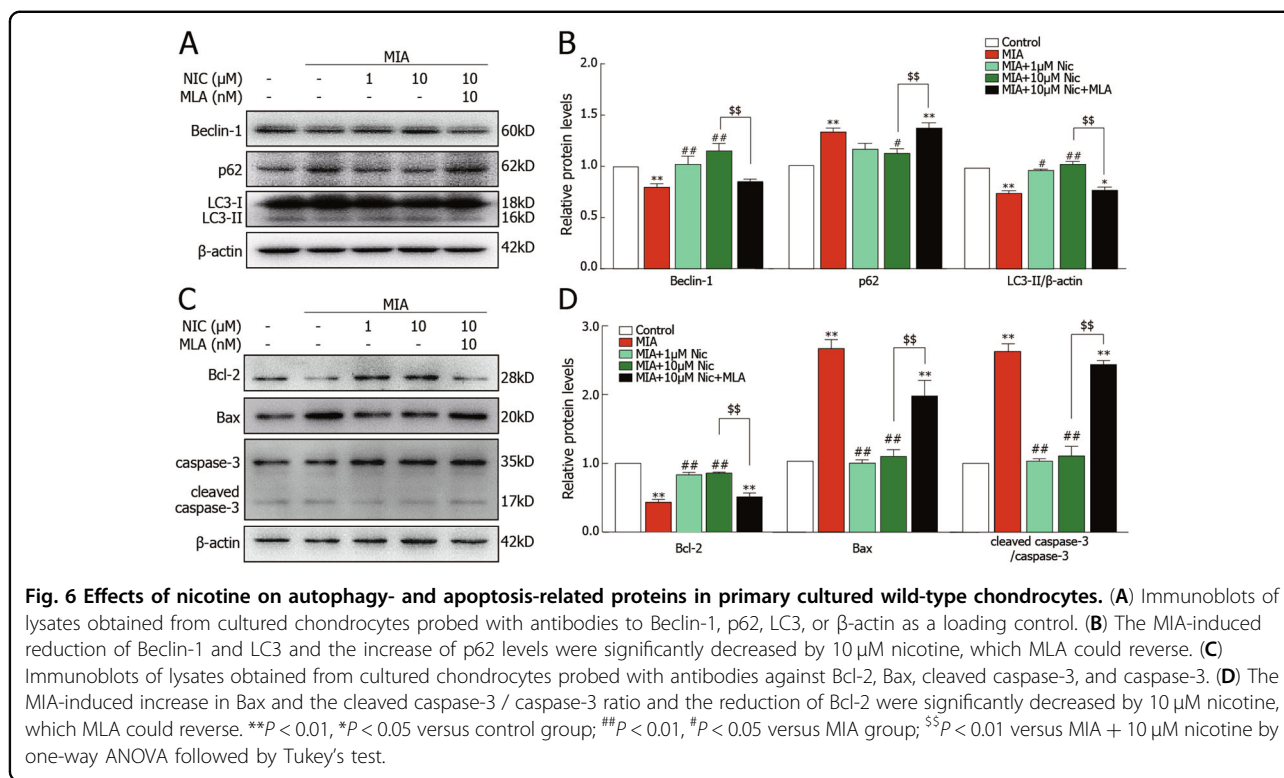 A
MIA
NIC (μM) - - 1 10 10
MLA (nM) - - - - 10
Beclin-1 60kD
p62 62kD
LC3-I 18kD
LC3-II 16kD
β-actin 42kD
B
Control
MIA
MIA+1μM Nic
MIA+10μM Nic
MIA+10μM Nic+MLA
Relative protein levels
2.0
1.5
1.0
0.5
0.0
** ## ## $$
** # $$ **
** # ## $$ *
Beclin-1 p62 LC3-II/β-actin
C
MIA
NIC (μM) - - 1 10 10
MLA (nM) - - - - 10
Bcl-2 28kD
Bax 20kD
caspase-3 35kD
cleaved
caspase-3 17kD
β-actin 42kD
D
Control
MIA
MIA+1μM Nic
MIA+10μM Nic
MIA+10μM Nic+MLA
Relative protein levels
3.0
2.0
1.0
0.0
** ## ## $$ **
** ## ## $$ **
** ## ## $$ **
Bcl-2 Bax cleaved caspase-3
/caspase-3
Fig. 6 Effects of nicotine on autophagy- and apoptosis-related proteins in primary cultured wild-type chondrocytes. (A) Immunoblots of
lysates obtained from cultured chondrocytes probed with antibodies to Beclin-1, p62, LC3, or β-actin as a loading control. (B) The MIA-induced
reduction of Beclin-1 and LC3 and the increase of p62 levels were significantly decreased by 10 μM nicotine, which MLA could reverse. (C)
Immunoblots of lysates obtained from cultured chondrocytes probed with antibodies against Bcl-2, Bax, cleaved caspase-3, and caspase-3. (D) The
MIA-induced increase in Bax and the cleaved caspase-3 / caspase-3 ratio and the reduction of Bcl-2 were significantly decreased by 10 μM nicotine,
which MLA could reverse. **P < 0.01, *P < 0.05 versus control group; ##P < 0.01, #P < 0.05 versus MIA group; $$P < 0.01 versus MIA + 10 μM nicotine by
one-way ANOVA followed by Tukey's test.